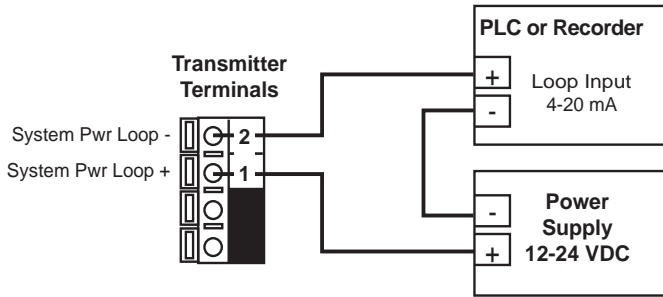 PLC or Recorder
Transmitter
Terminals
+
Loop Input
4-20 mA
-
System Pwr Loop -
2
System Pwr Loop +
1
-
+
Power
Supply
12-24 VDC